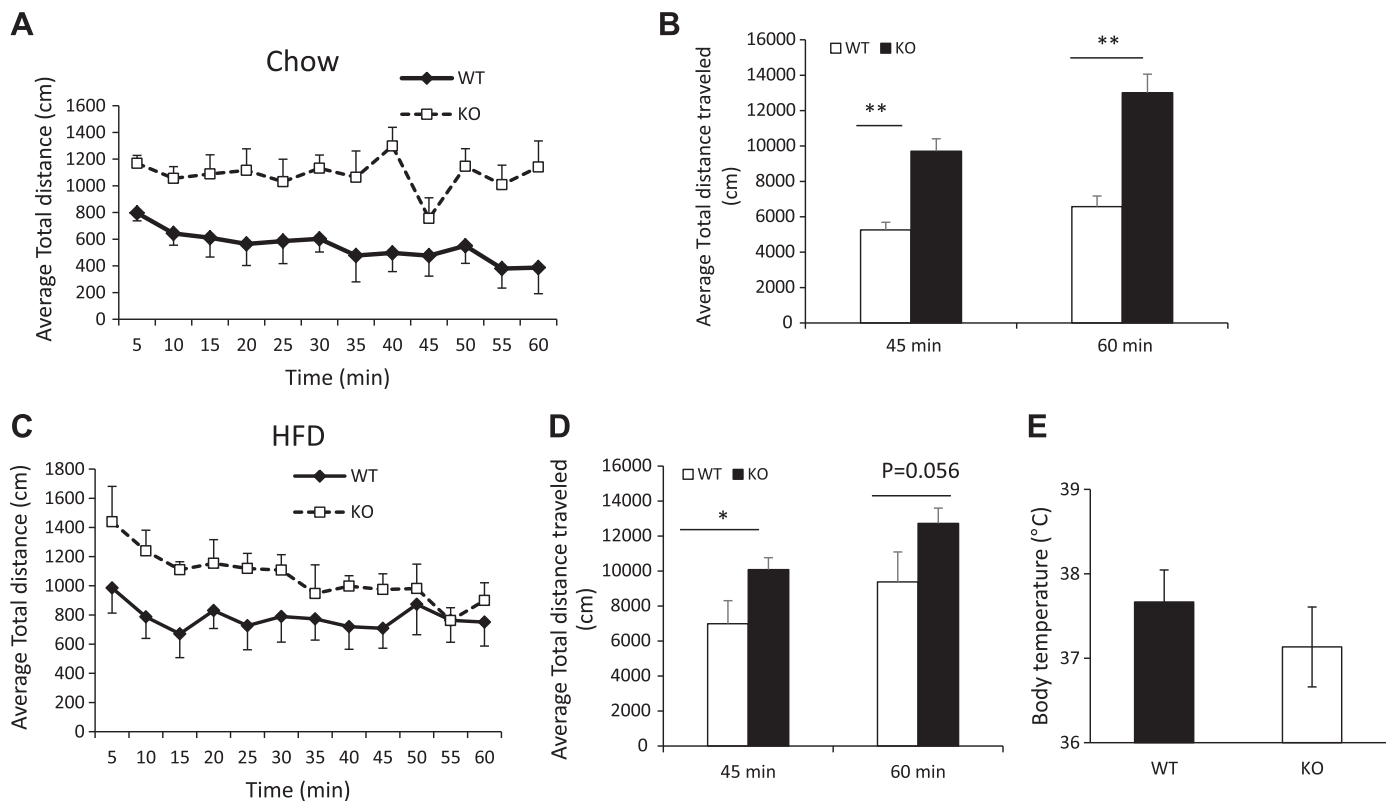 A
Chow
WT
KO
Average Total distance (cm)
1600
1400
1200
1000
800
600
400
200
0
5 10 15 20 25 30 35 40 45 50 55 60
Time (min)
B
WT KO
Average Total distance traveled
(cm)
16000
14000
12000
10000
8000
6000
4000
2000
0
**
**
45 min 60 min
C
HFD
WT
KO
Average Total distance (cm)
1800
1600
1400
1200
1000
800
600
400
200
0
5 10 15 20 25 30 35 40 45 50 55 60
Time (min)
D
WT KO
Average Total distance traveled
(cm)
16000
14000
12000
10000
8000
6000
4000
2000
0
*
P=0.056
45 min 60 min
E
Body temperature (°C)
39
38
37
36
WT KO